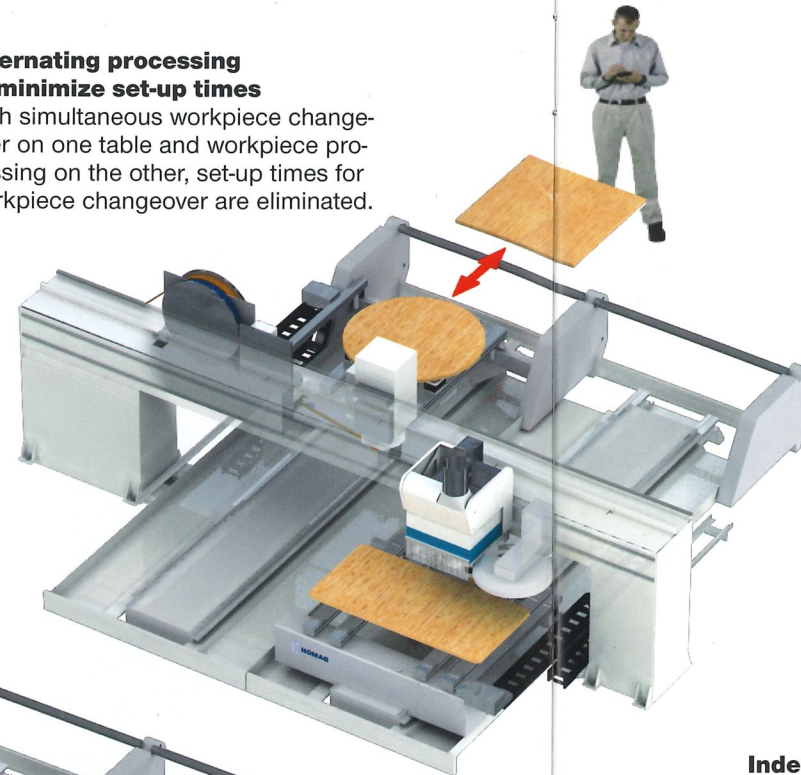 ernating processing
minimize set-up times
h simultaneous workpiece change-
er on one table and workpiece pro-
ssing on the other, set-up times for
rkpiece changeover are eliminated.
HOMAG
Inde